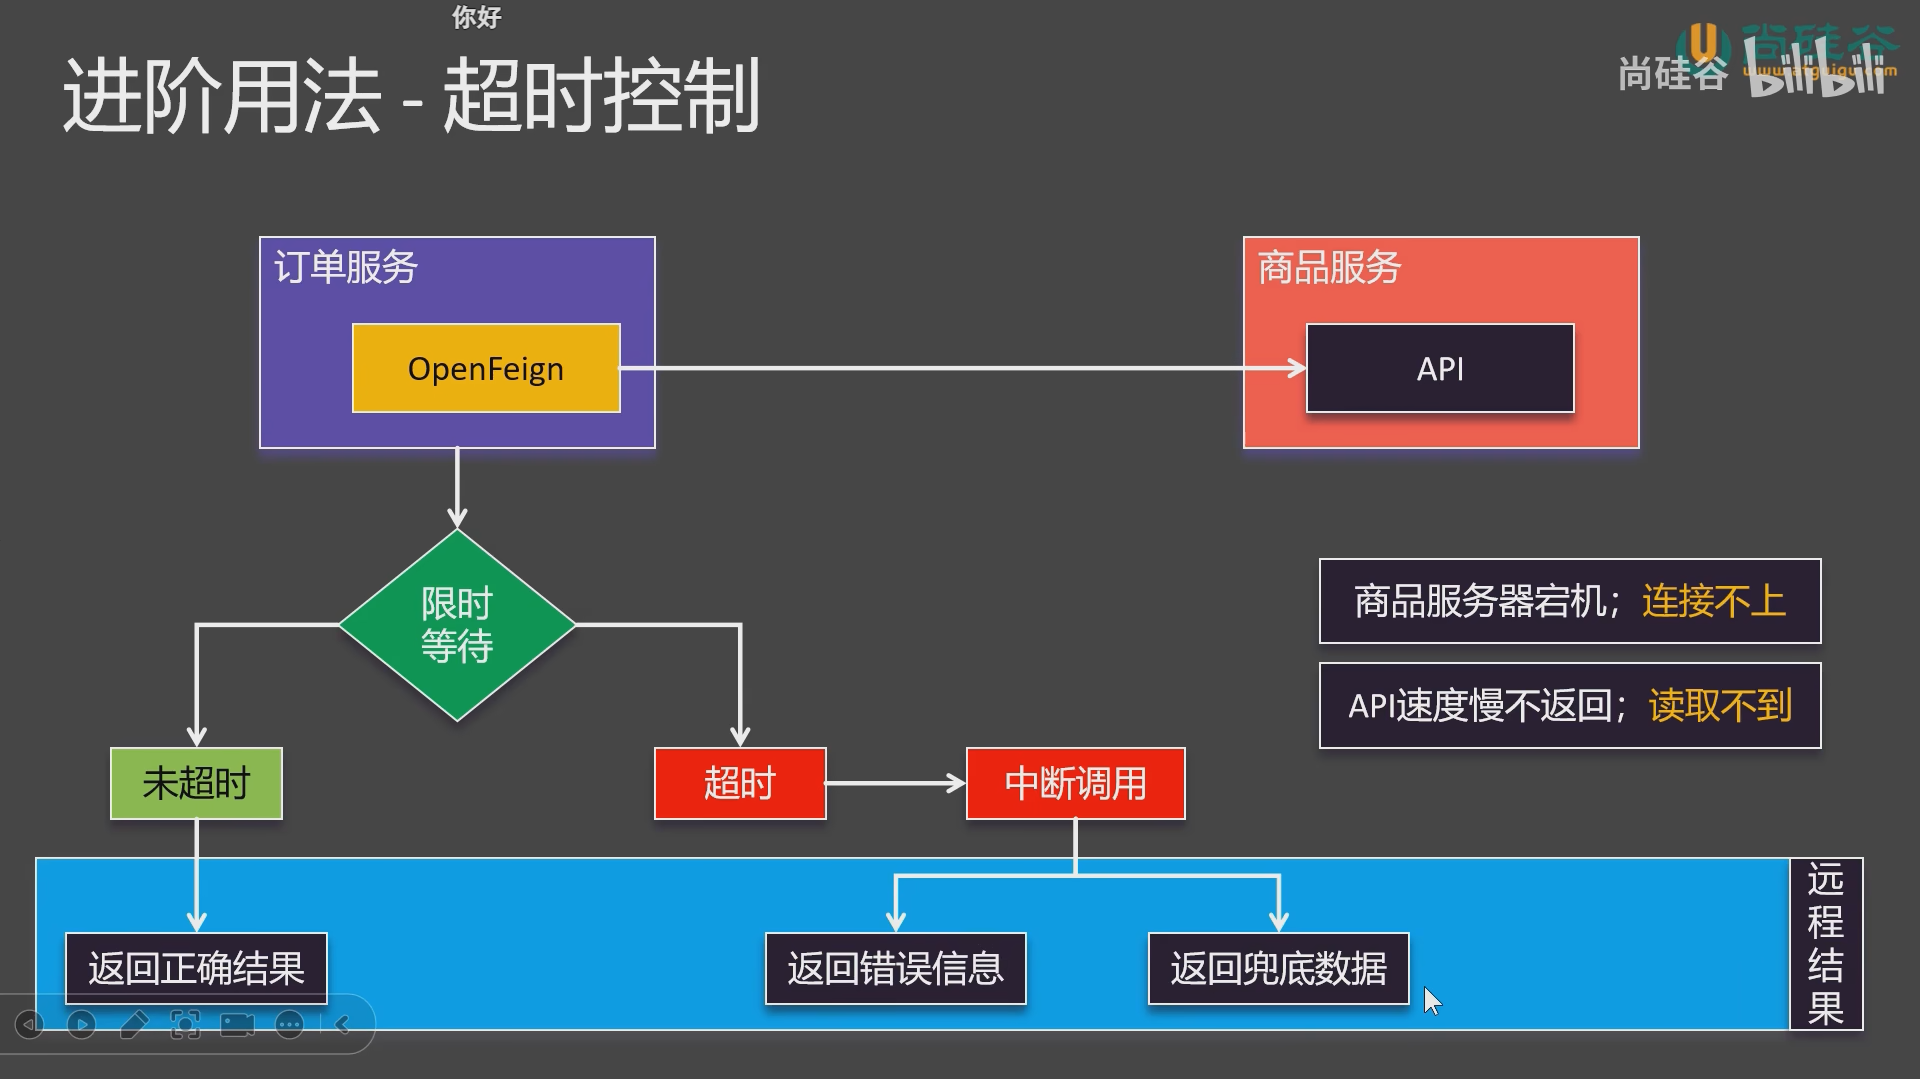 你好
进阶用法 - 超时控制
尚硅谷
尚硅谷
bilibili
www.atguigu.com
订单服务
OpenFeign
商品服务
API
限时
等待
商品服务器宕机；连接不上
API速度慢不返回；读取不到
未超时
超时
中断调用
返回正确结果
返回错误信息
返回兜底数据
远
程
结
果